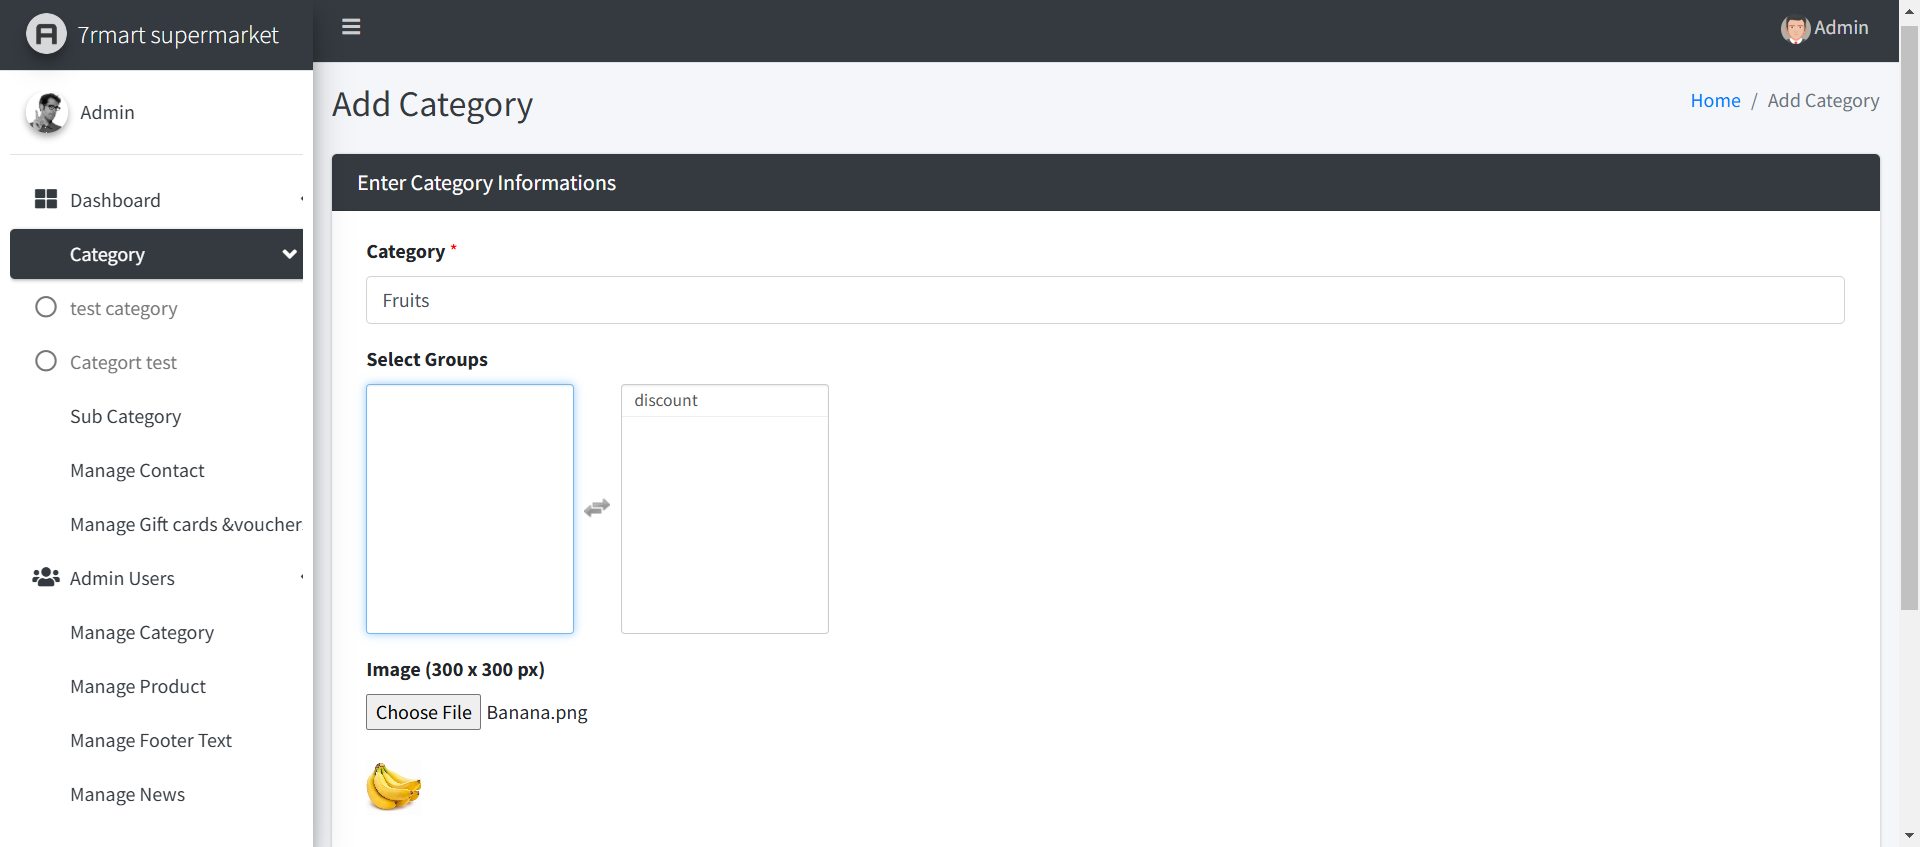 7rmart supermarket
Admin
Admin
Dashboard
Category
test category
Categort test
Sub Category
Manage Contact
Manage Gift cards &voucher
Admin Users
Manage Category
Manage Product
Manage Footer Text
Manage News
Add Category
Home / Add Category
Enter Category Informations
Category *
Fruits
Select Groups
discount
Image (300 x 300 px)
Choose File Banana.png